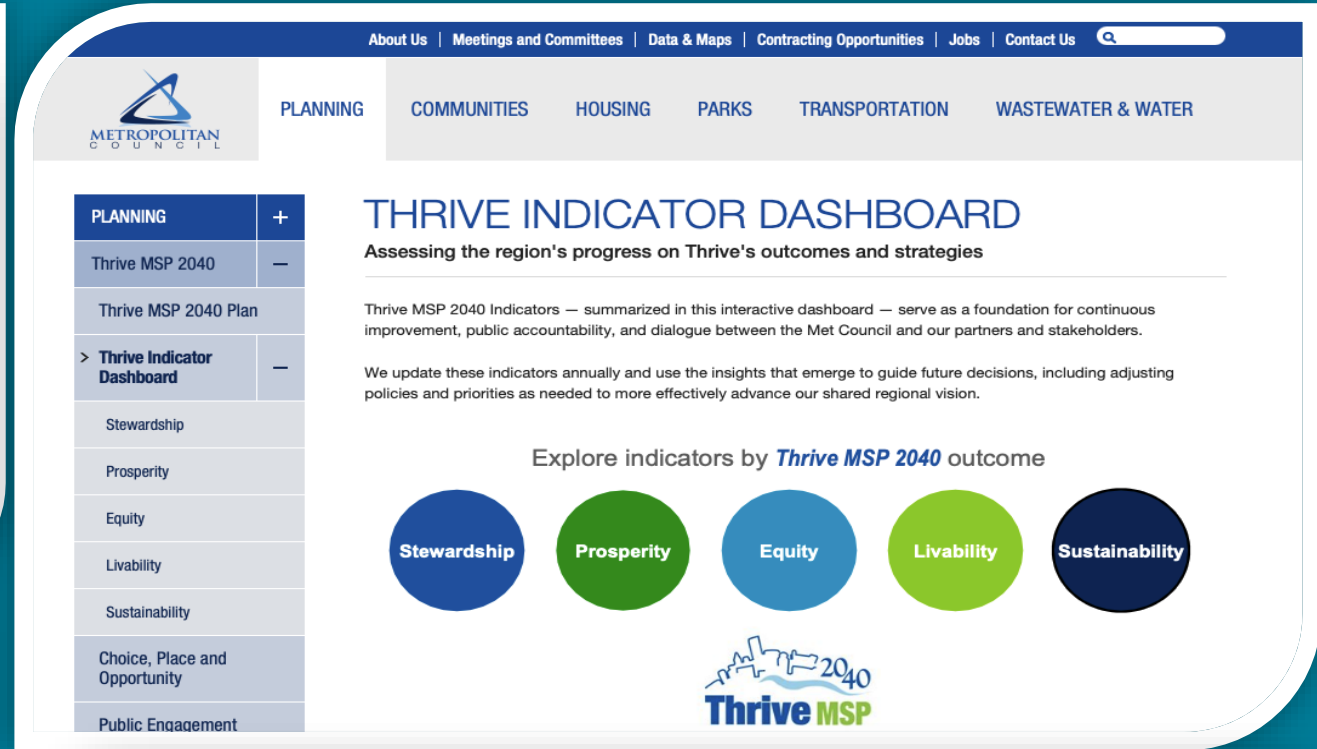 About Us | Meetings and Committees | Data & Maps | Contracting Opportunities | Jobs | Contact Us
METROPOLITAN
COUNCIL
PLANNING COMMUNITIES HOUSING PARKS TRANSPORTATION WASTEWATER & WATER
PLANNING +
Thrive MSP 2040 —
Thrive MSP 2040 Plan
> Thrive Indicator
Dashboard —
Stewardship
Prosperity
Equity
Livability
Sustainability
Choice, Place and
Opportunity
Public Engagement
THRIVE INDICATOR DASHBOARD
Assessing the region's progress on Thrive's outcomes and strategies
Thrive MSP 2040 Indicators — summarized in this interactive dashboard — serve as a foundation for continuous
improvement, public accountability, and dialogue between the Met Council and our partners and stakeholders.
We update these indicators annually and use the insights that emerge to guide future decisions, including adjusting
policies and priorities as needed to more effectively advance our shared regional vision.
Explore indicators by Thrive MSP 2040 outcome
Stewardship Prosperity Equity Livability Sustainability
2040
Thrive MSP